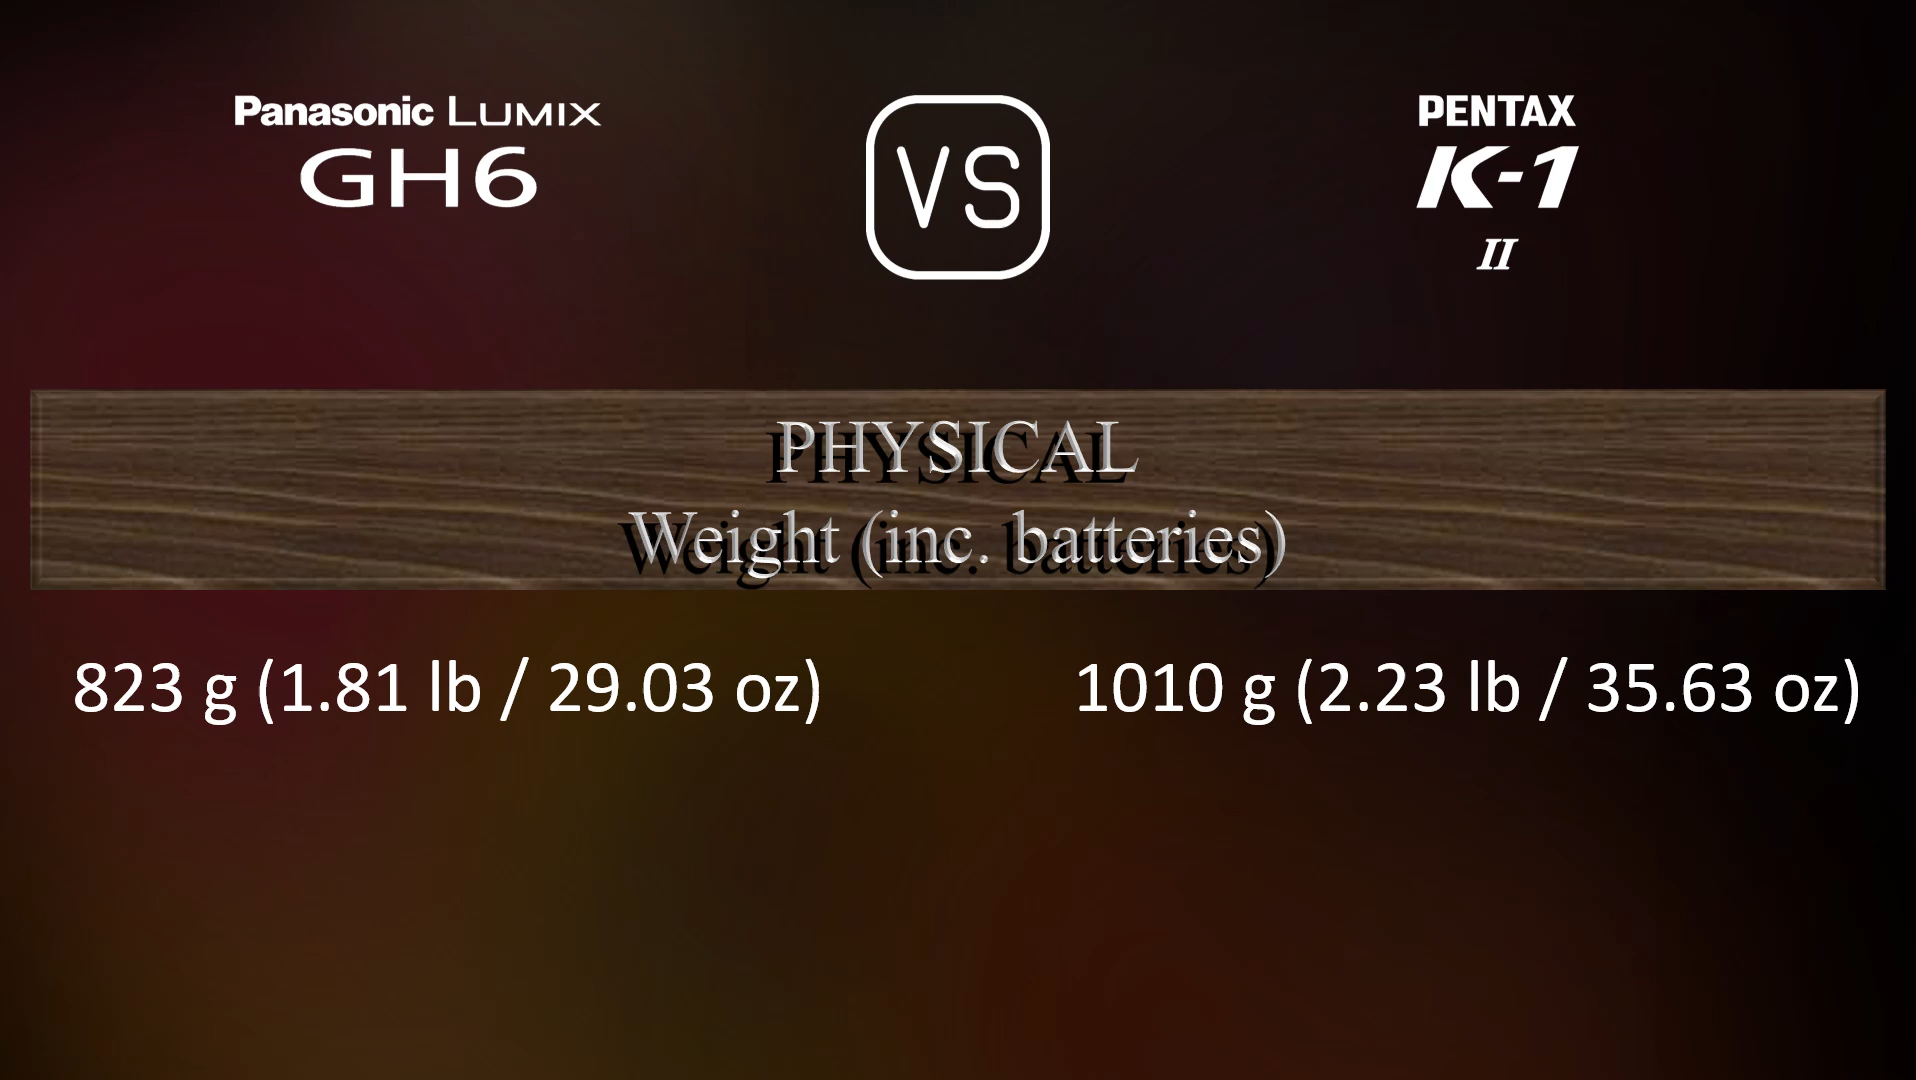 Panasonic LUMIX
GH6
VS
PENTAX
K-1
II
PHYSICAL
Weight (inc. batteries)
823 g (1.81 lb / 29.03 oz)
1010 g (2.23 lb / 35.63 oz)